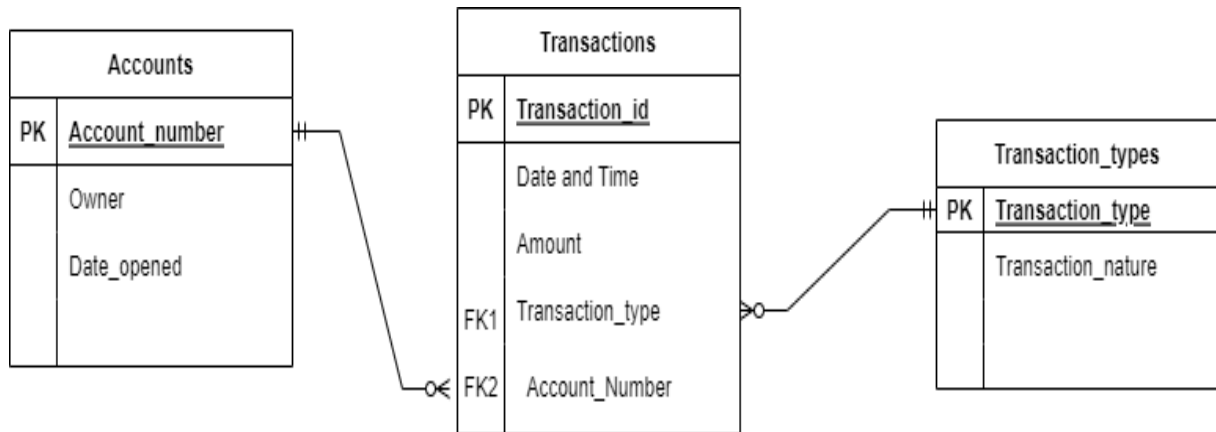 Accounts
PK Account_number
Owner
Date_opened
Transactions
PK Transaction_id
Date and Time
Amount
FK1 Transaction_type
FK2 Account_Number
Transaction_types
PK Transaction_type
Transaction_nature